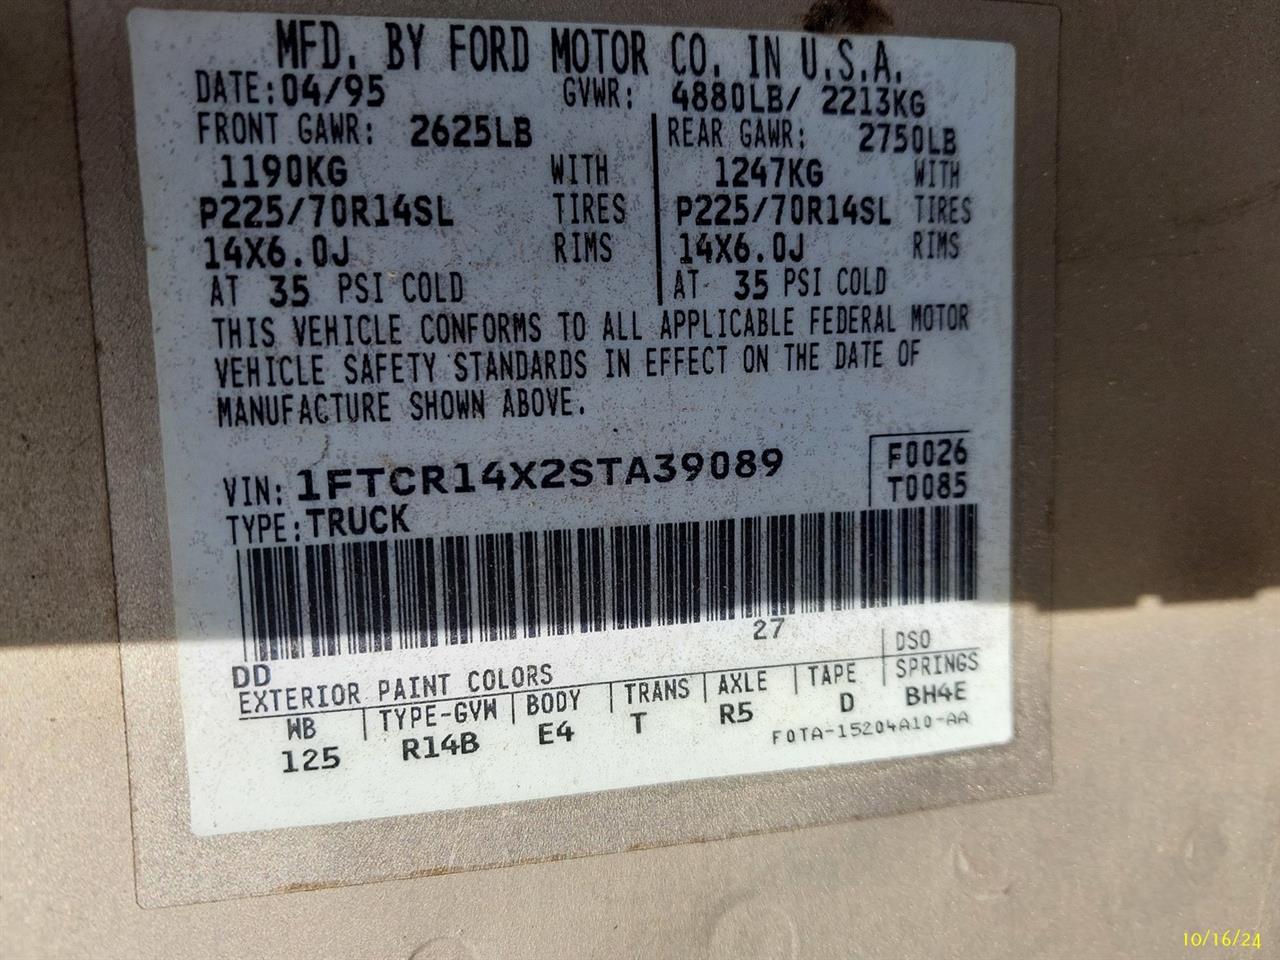 MFD. BY FORD MOTOR CO. IN U.S.A.
DATE: 04/95 GVWR: 4880LB/ 2213KG
FRONT GAWR: 2625LB REAR GAWR: 2750LB
1190KG WITH 1247KG WITH
P225/70R14SL TIRES P225/70R14SL TIRES
14X6.0J RIMS 14X6.0J RIMS
AT 35 PSI COLD AT 35 PSI COLD
THIS VEHICLE CONFORMS TO ALL APPLICABLE FEDERAL MOTOR
VEHICLE SAFETY STANDARDS IN EFFECT ON THE DATE OF
MANUFACTURE SHOWN ABOVE.
F0026
VIN: 1FTCR14X2STA39089 T0085
TYPE: TRUCK
27
DD DSO
EXTERIOR PAINT COLORS
WB TYPE-GVW BODY TRANS AXLE TAPE SPRINGS
125 R14B E4 T R5 D BH4E
F0TA-15204A10-AA
10/16/24